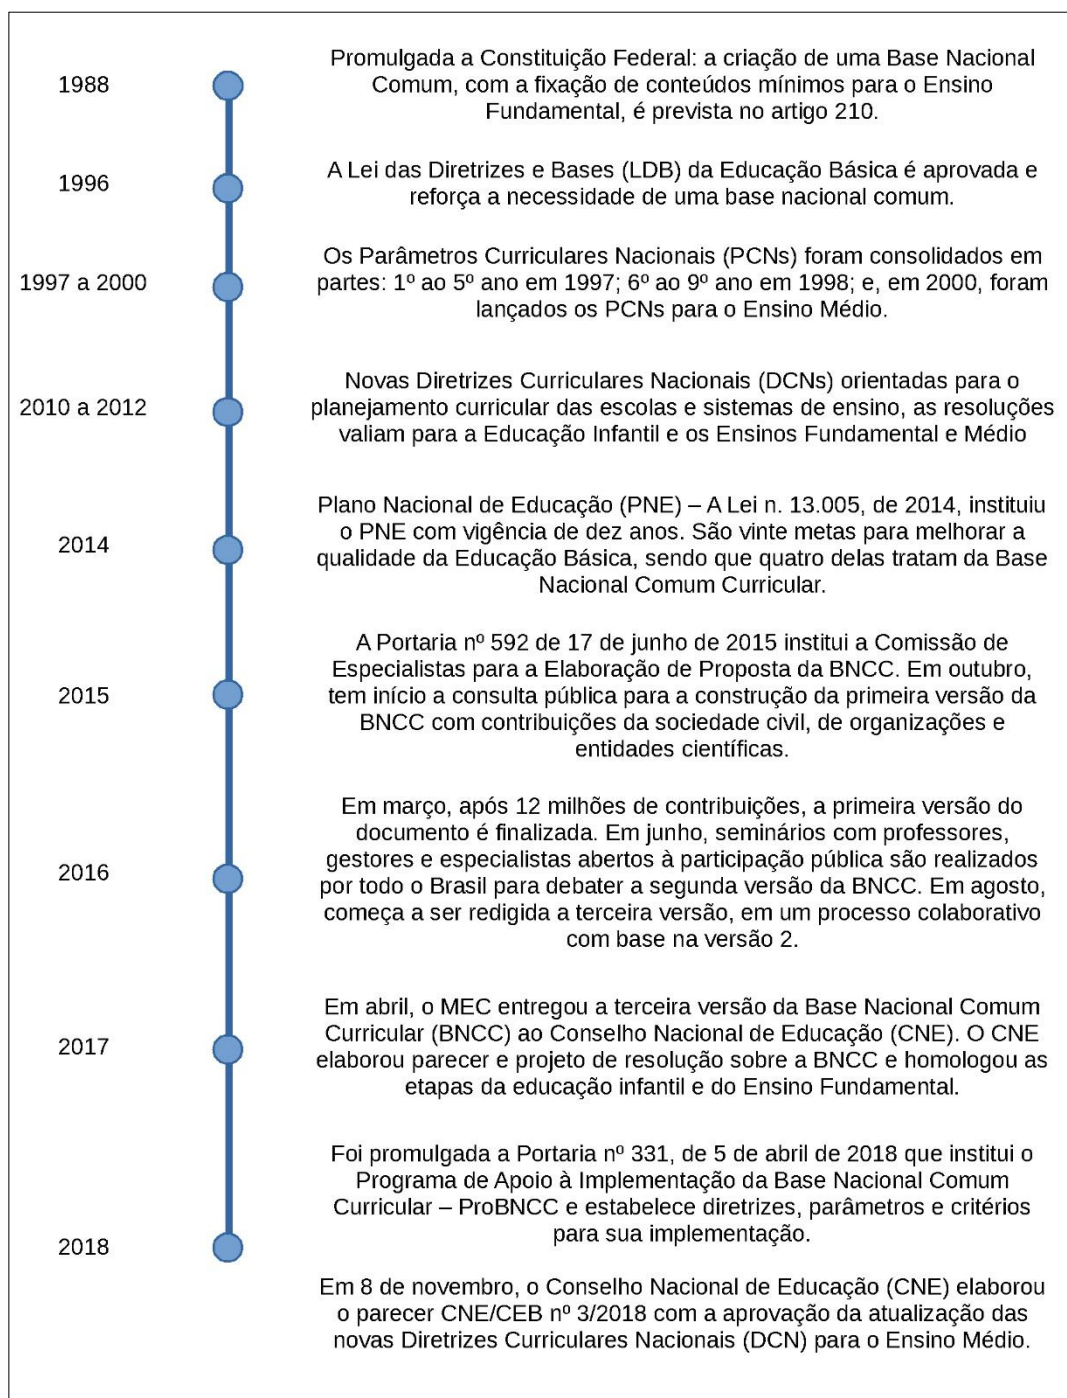 1988
Promulgada a Constituição Federal: a criação de uma Base Nacional
Comum, com a fixação de conteúdos mínimos para o Ensino
Fundamental, é prevista no artigo 210.
1996
A Lei das Diretrizes e Bases (LDB) da Educação Básica é aprovada e
reforça a necessidade de uma base nacional comum.
1997 a 2000
Os Parâmetros Curriculares Nacionais (PCNs) foram consolidados em
partes: 1º ao 5º ano em 1997; 6º ao 9º ano em 1998; e, em 2000, foram
lançados os PCNs para o Ensino Médio.
2010 a 2012
Novas Diretrizes Curriculares Nacionais (DCNs) orientadas para o
planejamento curricular das escolas e sistemas de ensino, as resoluções
valiam para a Educação Infantil e os Ensinos Fundamental e Médio
2014
Plano Nacional de Educação (PNE) – A Lei n. 13.005, de 2014, instituiu
o PNE com vigência de dez anos. São vinte metas para melhorar a
qualidade da Educação Básica, sendo que quatro delas tratam da Base
Nacional Comum Curricular.
2015
A Portaria nº 592 de 17 de junho de 2015 institui a Comissão de
Especialistas para a Elaboração de Proposta da BNCC. Em outubro,
tem início a consulta pública para a construção da primeira versão da
BNCC com contribuições da sociedade civil, de organizações e
entidades científicas.
2016
Em março, após 12 milhões de contribuições, a primeira versão do
documento é finalizada. Em junho, seminários com professores,
gestores e especialistas abertos à participação pública são realizados
por todo o Brasil para debater a segunda versão da BNCC. Em agosto,
começa a ser redigida a terceira versão, em um processo colaborativo
com base na versão 2.
2017
Em abril, o MEC entregou a terceira versão da Base Nacional Comum
Curricular (BNCC) ao Conselho Nacional de Educação (CNE). O CNE
elaborou parecer e projeto de resolução sobre a BNCC e homologou as
etapas da educação infantil e do Ensino Fundamental.
2018
Foi promulgada a Portaria nº 331, de 5 de abril de 2018 que institui o
Programa de Apoio à Implementação da Base Nacional Comum
Curricular – ProBNCC e estabelece diretrizes, parâmetros e critérios
para sua implementação.
Em 8 de novembro, o Conselho Nacional de Educação (CNE) elaborou
o parecer CNE/CEB nº 3/2018 com a aprovação da atualização das
novas Diretrizes Curriculares Nacionais (DCN) para o Ensino Médio.